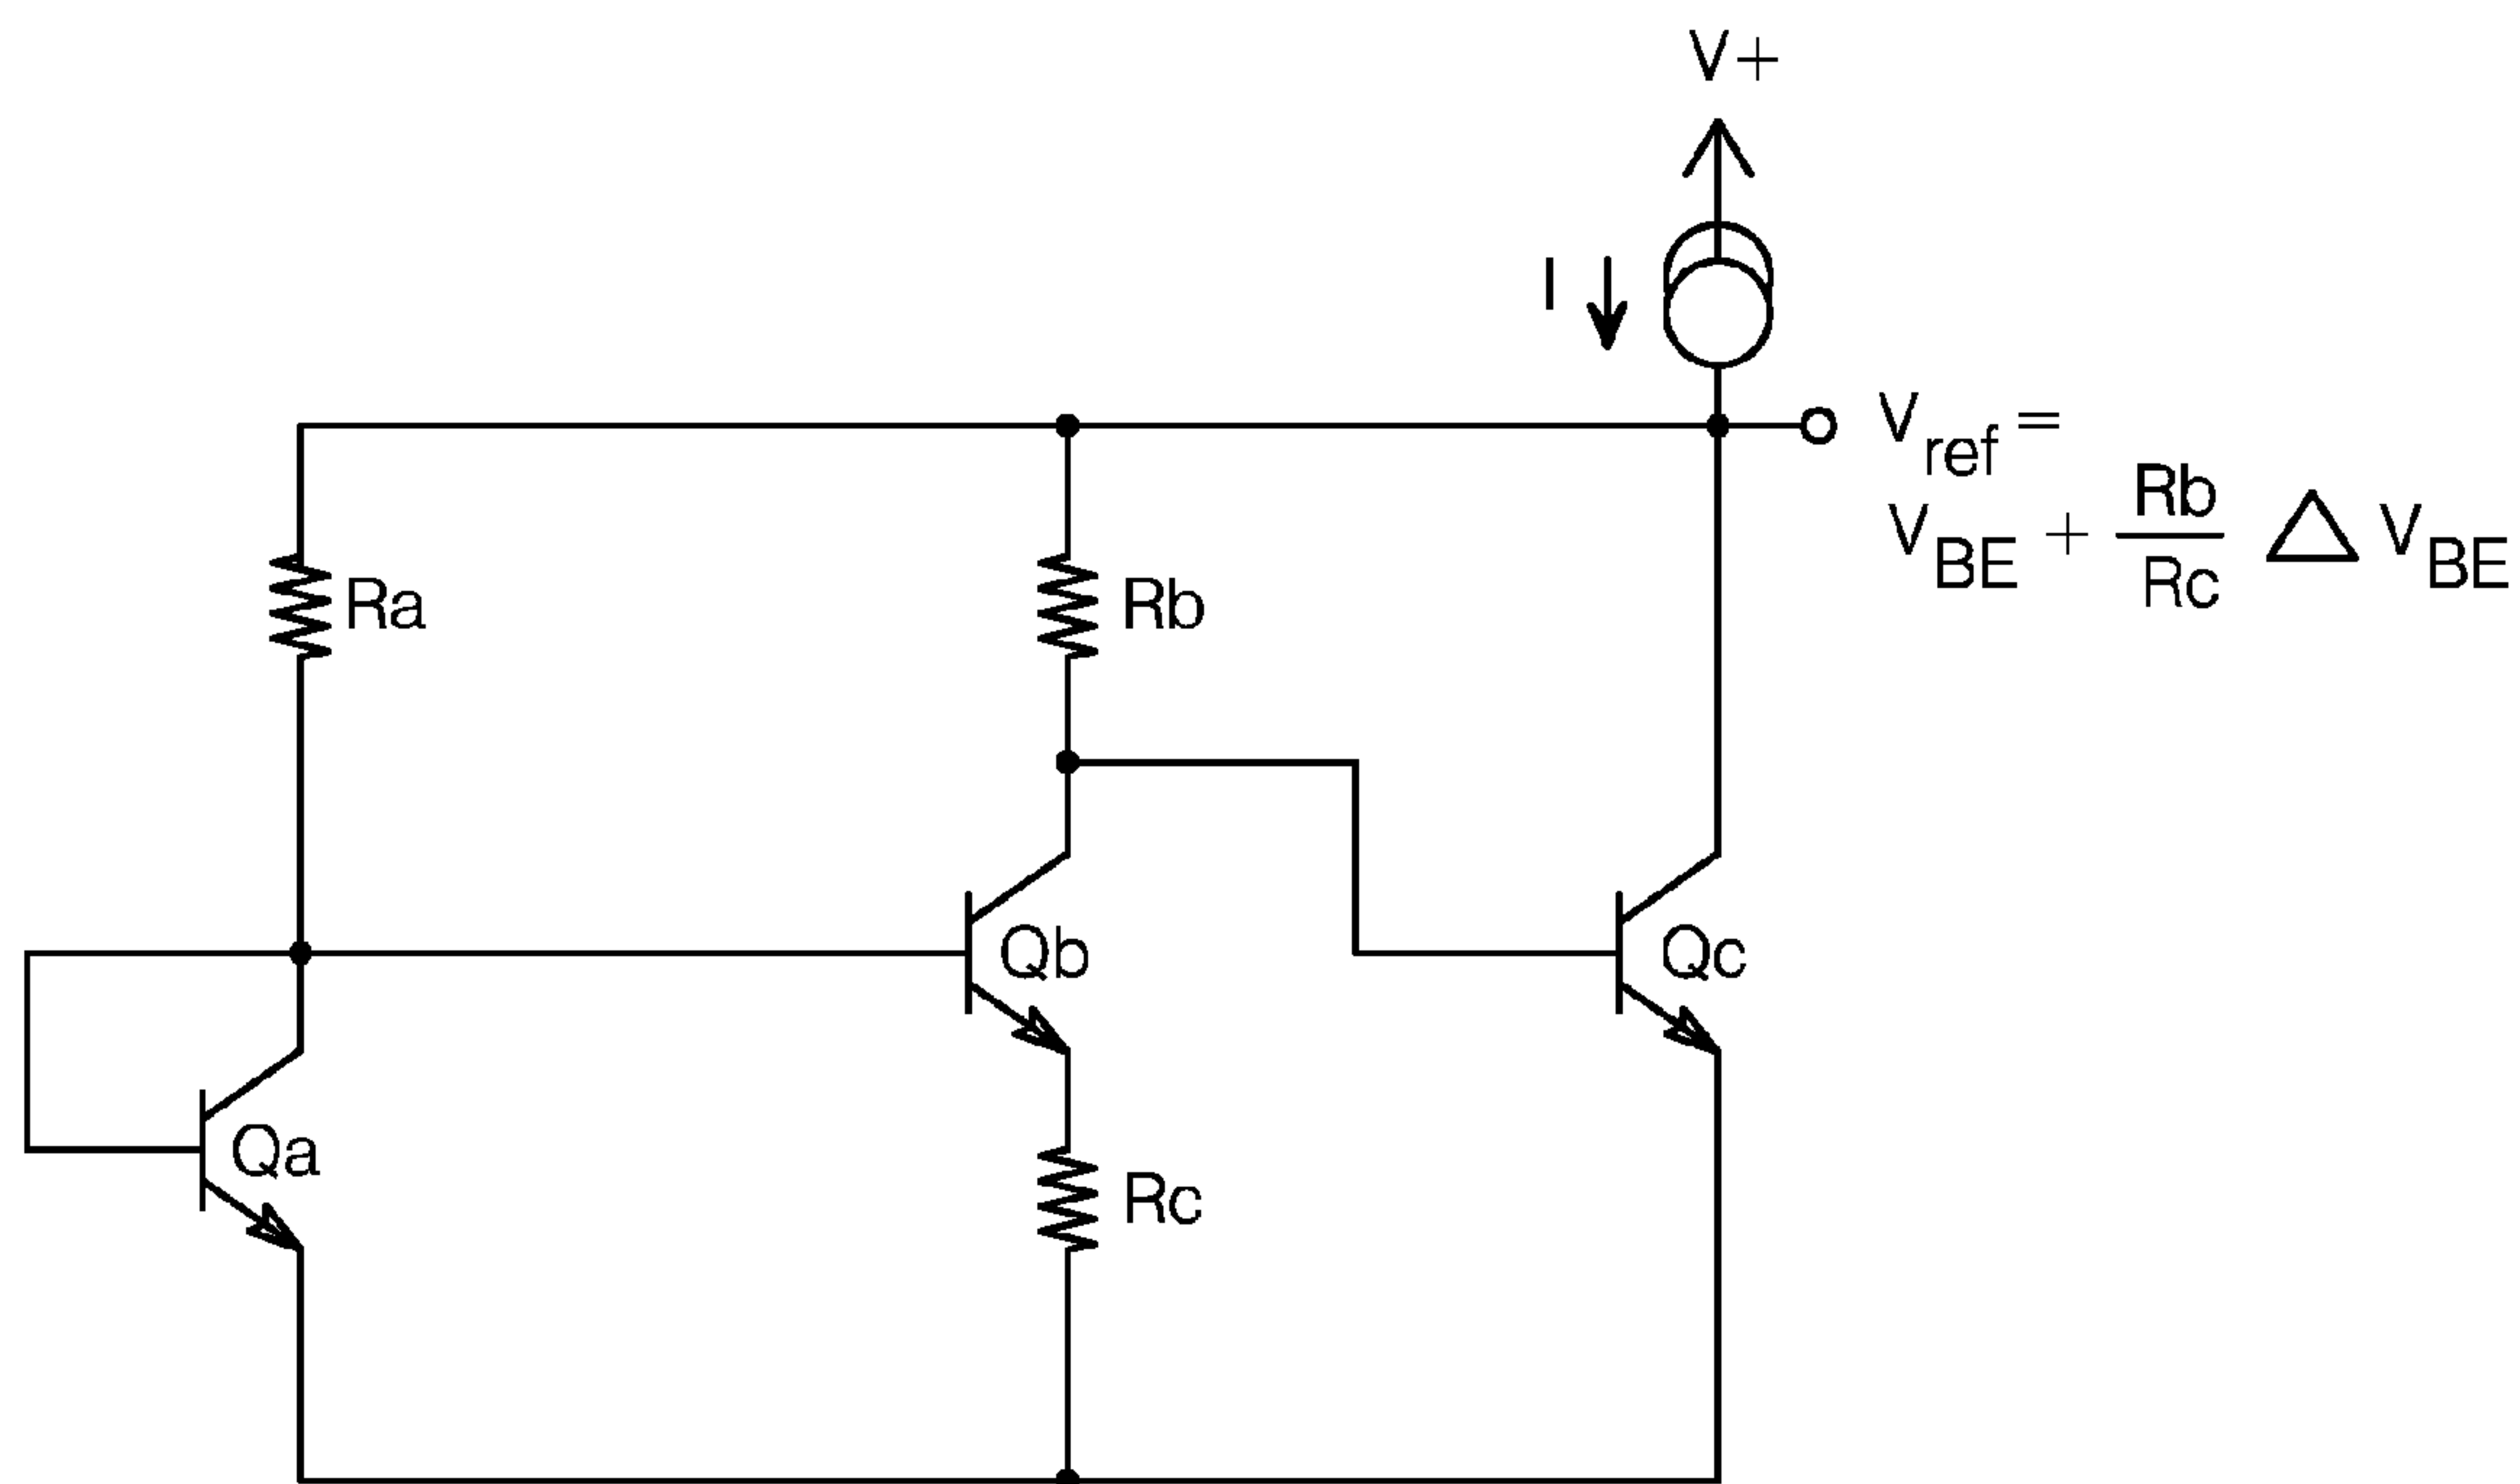 V+
I
Vref =
VBE + Rb/Rc △ VBE
Ra
Rb
Qb
Qc
Qa
Rc